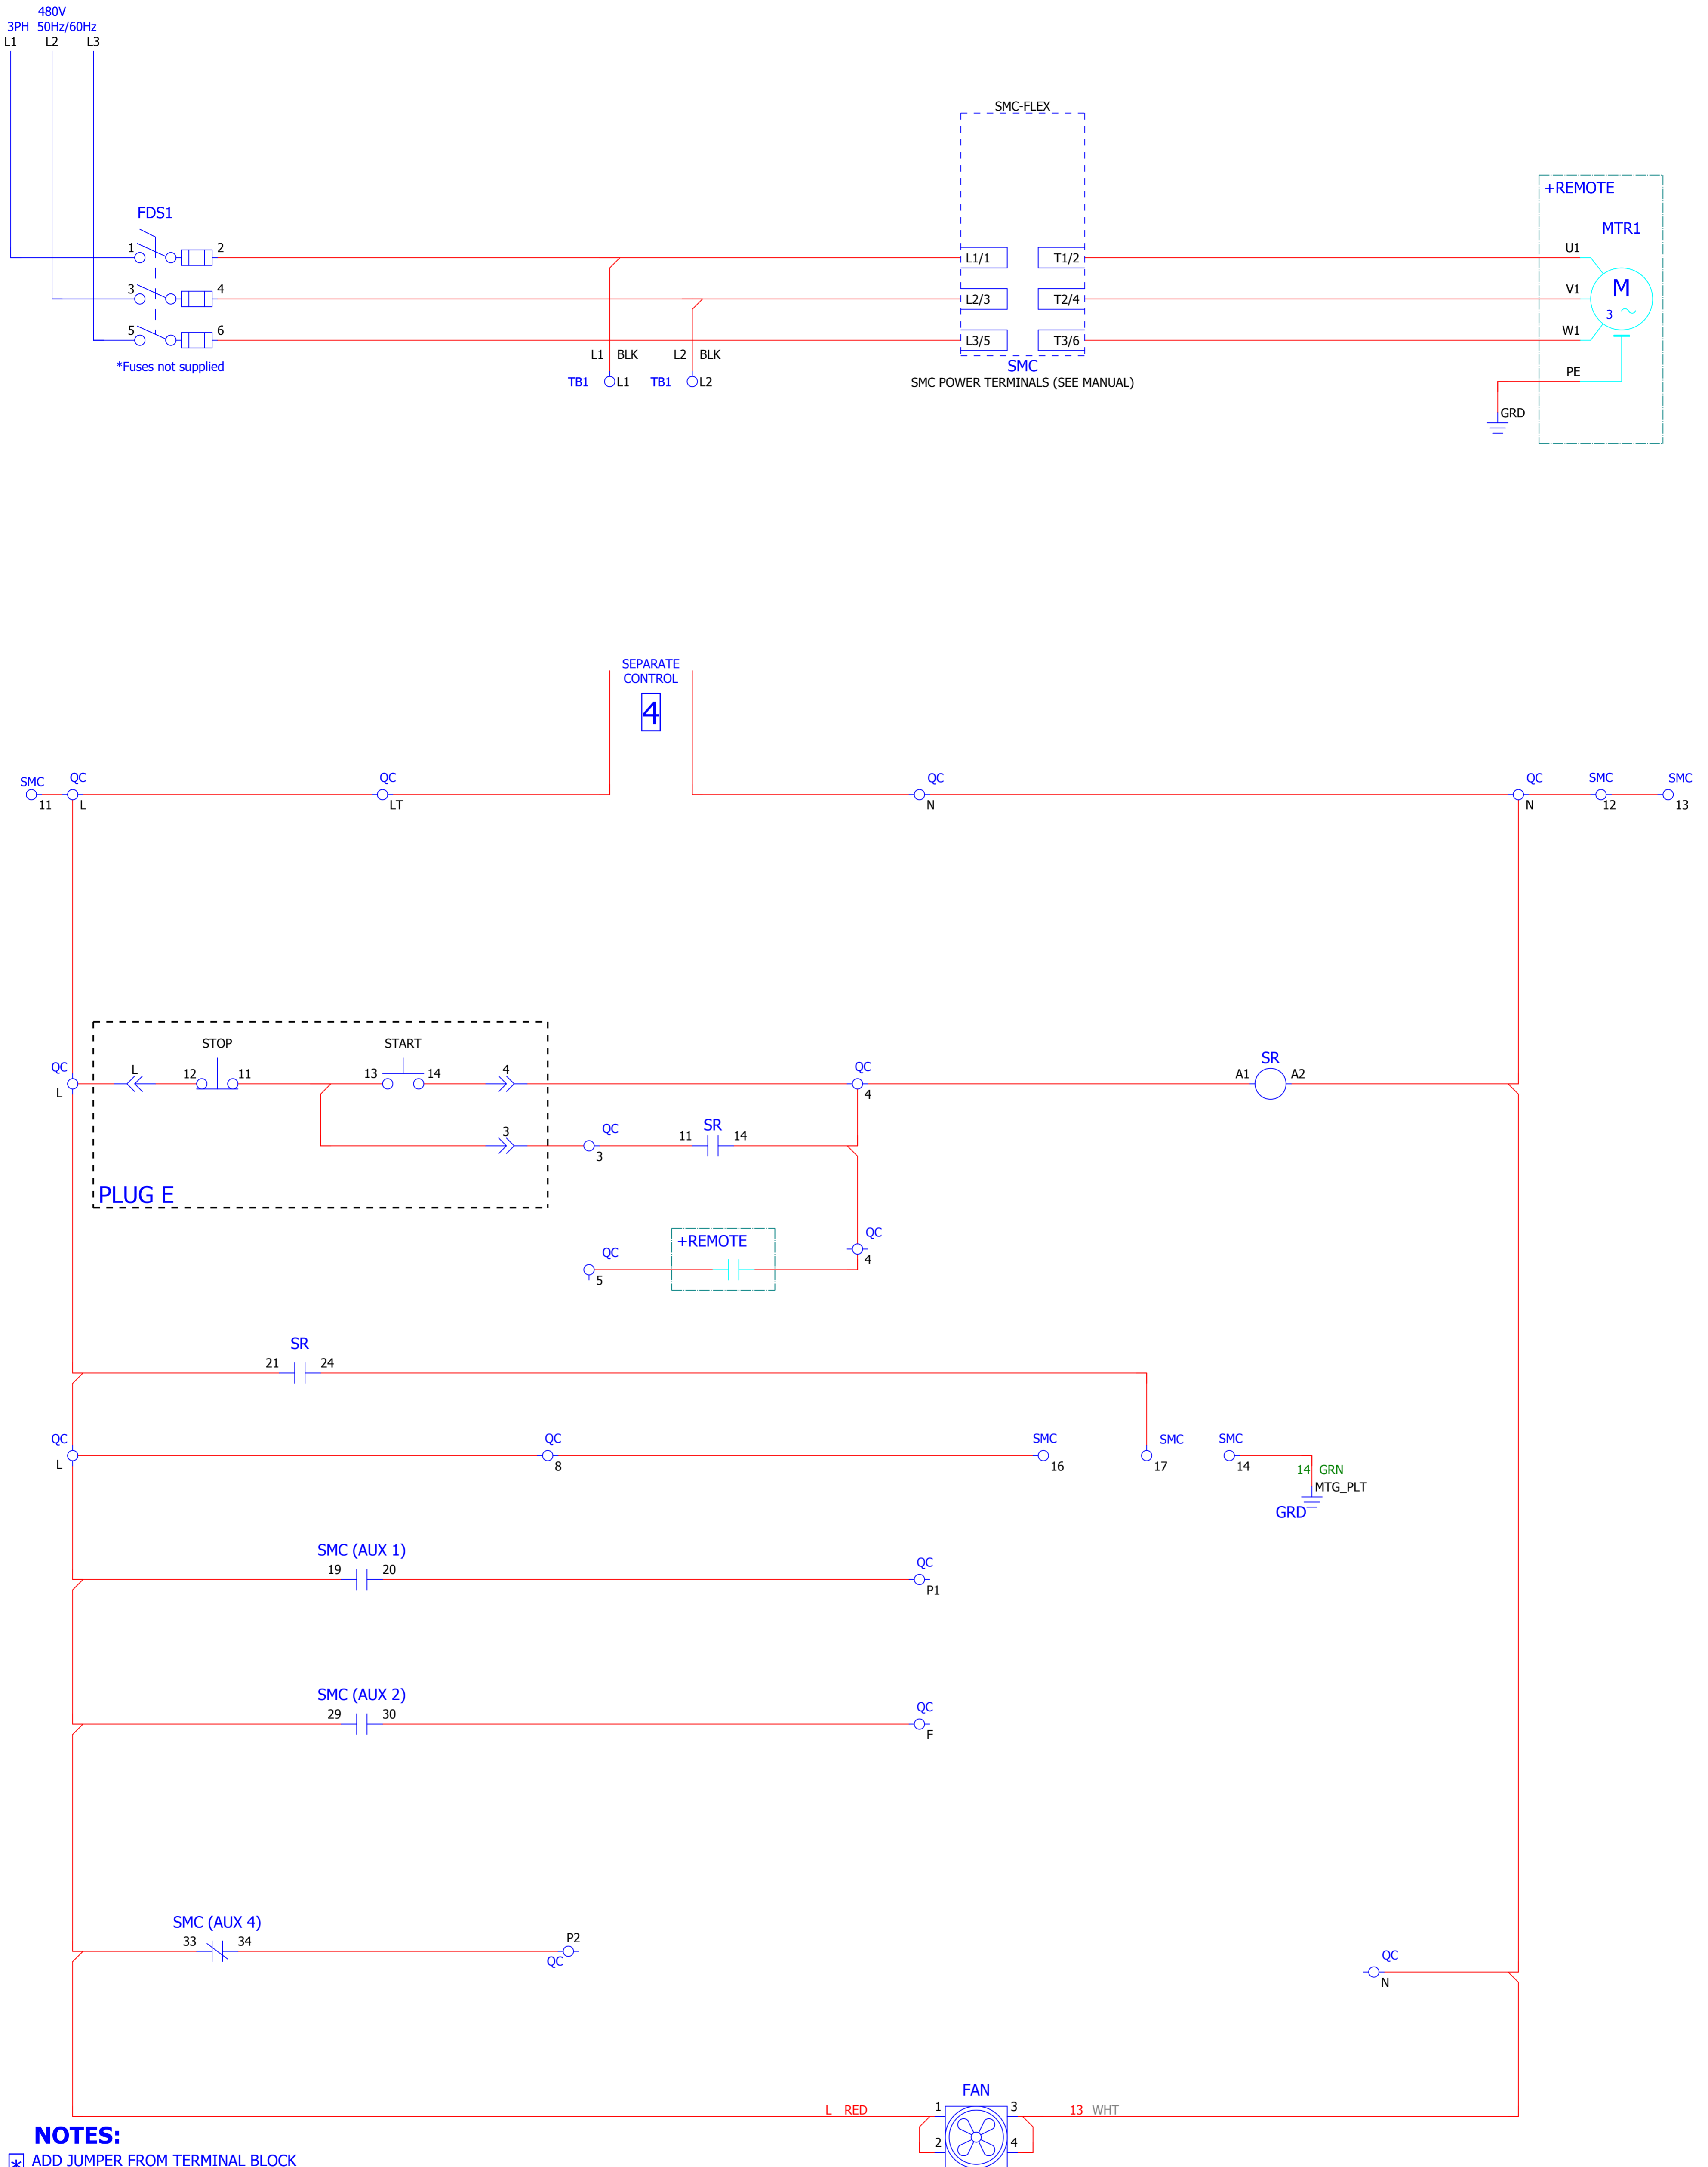 480V
3PH 50Hz/60Hz
L1 L2 L3
SMC-FLEX
+REMOTE
FDS1
MTR1
1 2
L1/1 T1/2 U1
3 4
L2/3 T2/4 V1
M
3
5 6
L3/5 T3/6 W1
*Fuses not supplied
L1 BLK L2 BLK
SMC
TB1 L1 TB1 L2
SMC POWER TERMINALS (SEE MANUAL)
PE
GRD
SEPARATE
CONTROL
4
SMC QC QC QC QC SMC SMC
11 L LT N N 12 13
STOP START
QC L 12 11 13 14 4 QC SR
A1 A2
L 4
3 QC 11 SR 14
3
PLUG E
+REMOTE
QC QC
5 4
SR
21 24
QC QC SMC SMC SMC
L 8 16 17 14
14 GRN
MTG_PLT
GRD
SMC (AUX 1)
19 20 QC
P1
SMC (AUX 2)
29 30 QC
F
SMC (AUX 4)
33 34 P2
QC QC
N
FAN
L RED 1 3 13 WHT
2 4
NOTES:
* ADD JUMPER FROM TERMINAL BLOCK